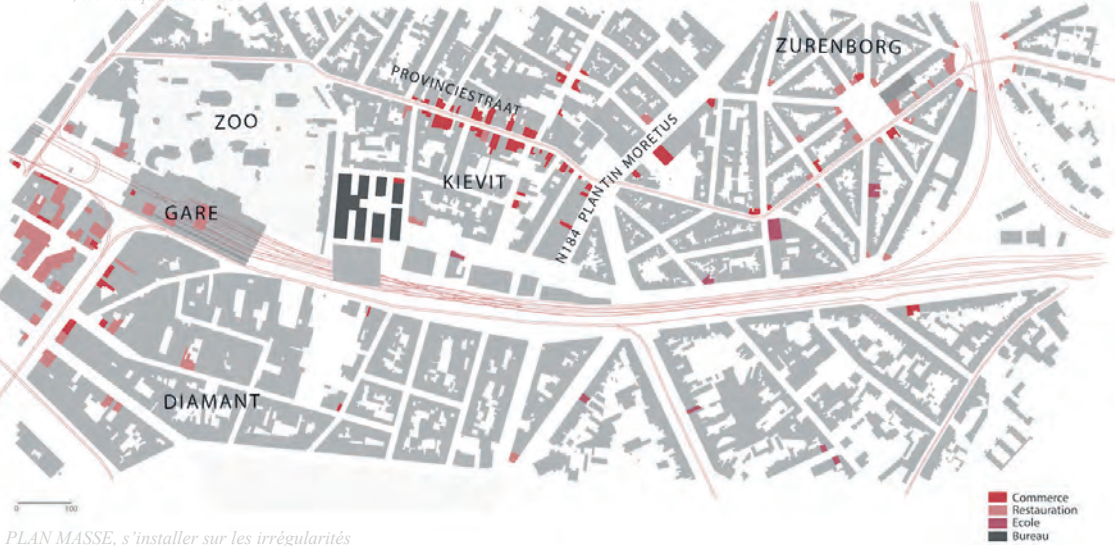 ZURENBORG
PROVINCIESTRAAT
ZOO
N184 PLANTIN MORETUS
KIEVIT
GARE
DIAMANT
0 100
Commerce
Restauration
Ecole
Bureau
PLAN MASSE, s'installer sur les irrégularités